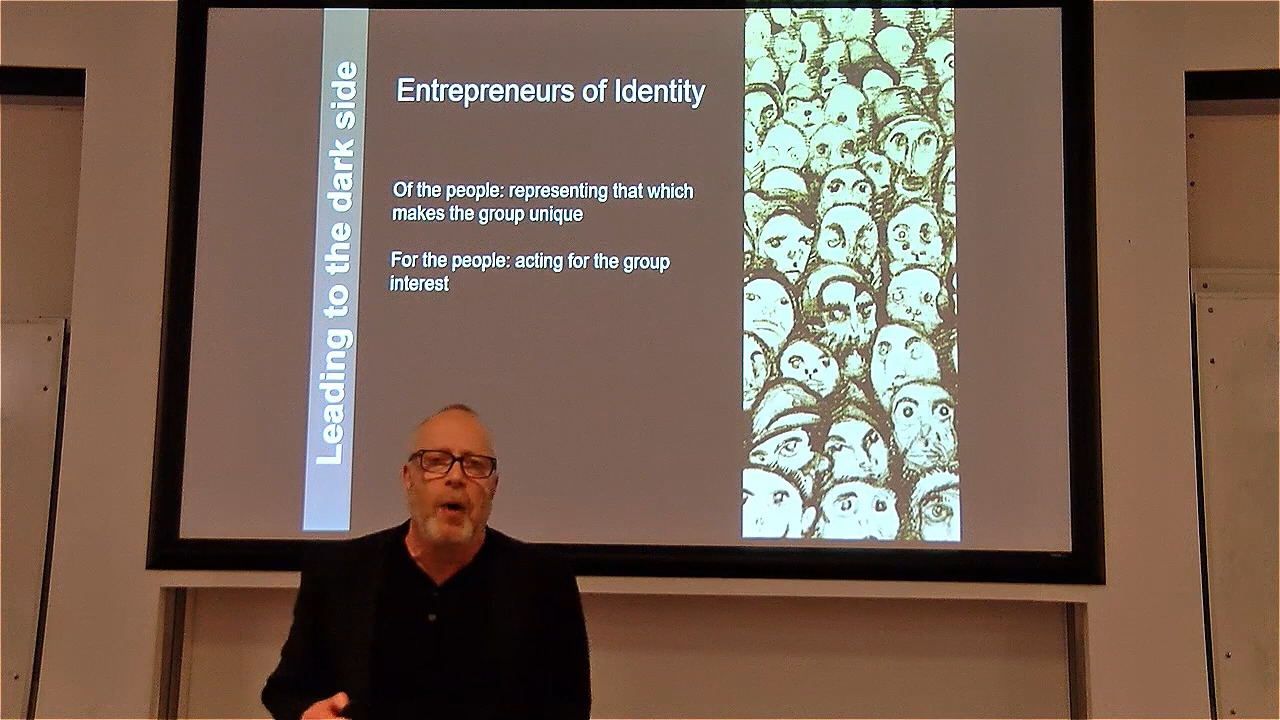 Leading to the dark side
Entrepreneurs of Identity
Of the people: representing that which
makes the group unique
For the people: acting for the group
interest